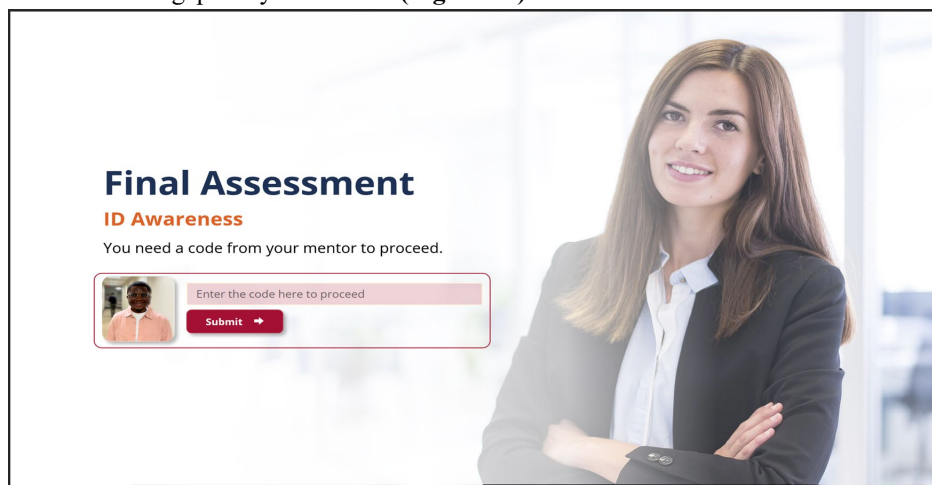 Final Assessment
ID Awareness
You need a code from your mentor to proceed.
Enter the code here to proceed
Submit